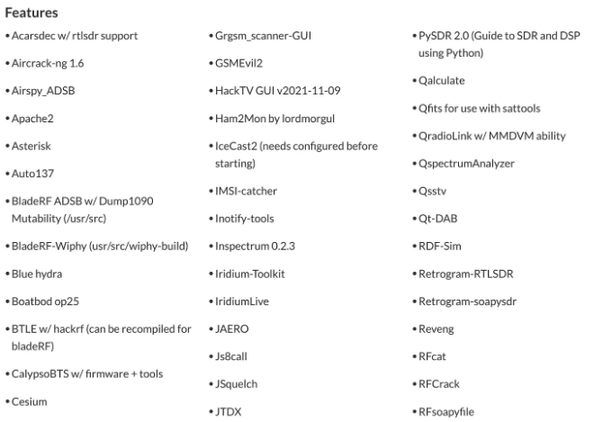 Features
• Acarsdec w/ rtlsdr support
• Aircrack-ng 1.6
• Airspy_ADSB
• Apache2
• Asterisk
• Auto137
• BladeRF ADSB w/ Dump1090
Mutability (/usr/src)
• BladeRF-Wiphy (usr/src/wiphy-build)
• Blue hydra
• Boatbod op25
• BTLE w/ hackrf (can be recompiled for
bladeRF)
• CalypsoBTS w/ firmware + tools
• Cesium
• Grgsm_scanner-GUI
• GSMEvil2
• HackTV GUI v2021-11-09
• Ham2Mon by lordmorgul
• IceCast2 (needs configured before
starting)
• IMSI-catcher
• Inotify-tools
• Inspectrum 0.2.3
• Iridium-Toolkit
• IridiumLive
• JAERO
• Js8call
• JSquelch
• JTDX
• PySDR 2.0 (Guide to SDR and DSP
using Python)
• Qalculate
• Qfits for use with sattools
• QradioLink w/ MMDVM ability
• QspectrumAnalyzer
• Qsstv
• Qt-DAB
• RDF-Sim
• Retrogram-RTLSDR
• Retrogram-soapysdr
• Reveng
• RFcat
• RFCrack
• RFsoapyfile